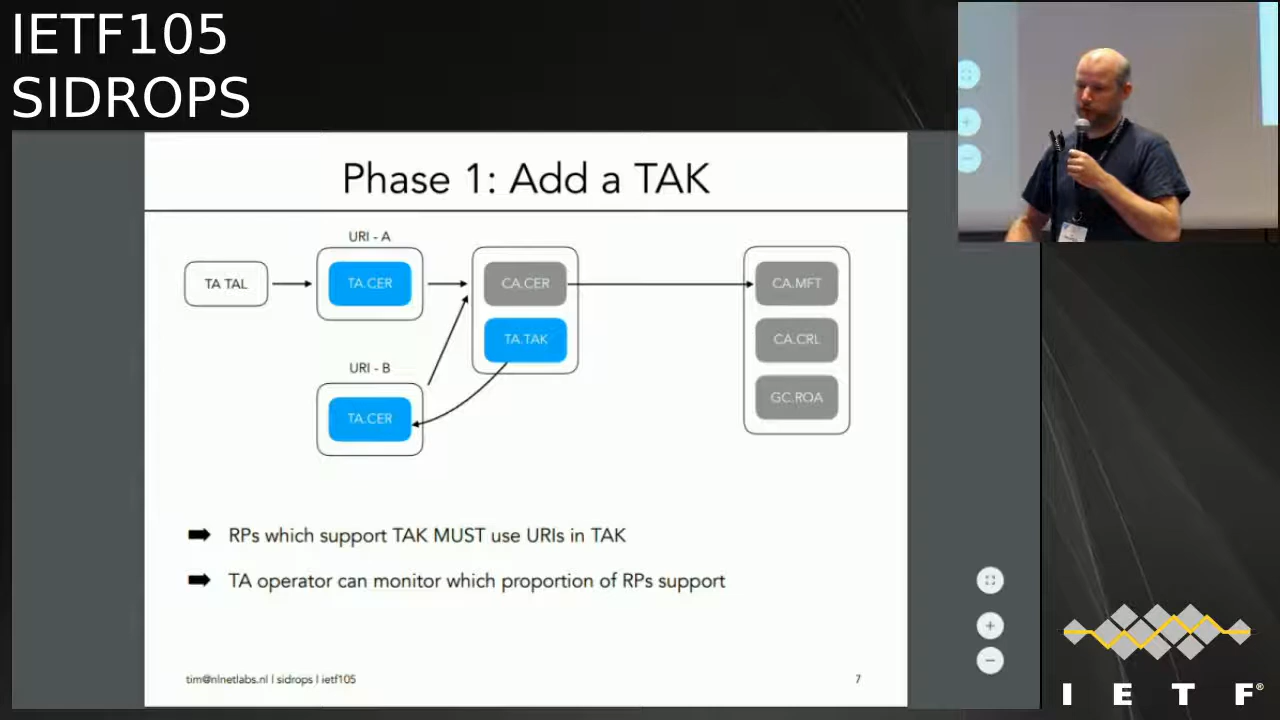 IETF105
SIDROPS
Phase 1: Add a TAK
URI - A
TA TAL
TA.CER
CA.CER
CA.MFT
TA.TAK
CA.CRL
URI - B
TA.CER
GC.ROA
RPs which support TAK MUST use URIs in TAK
TA operator can monitor which proportion of RPs support
tim@nlnetlabs.nl | sidrops | ietf105
7
I E T F®